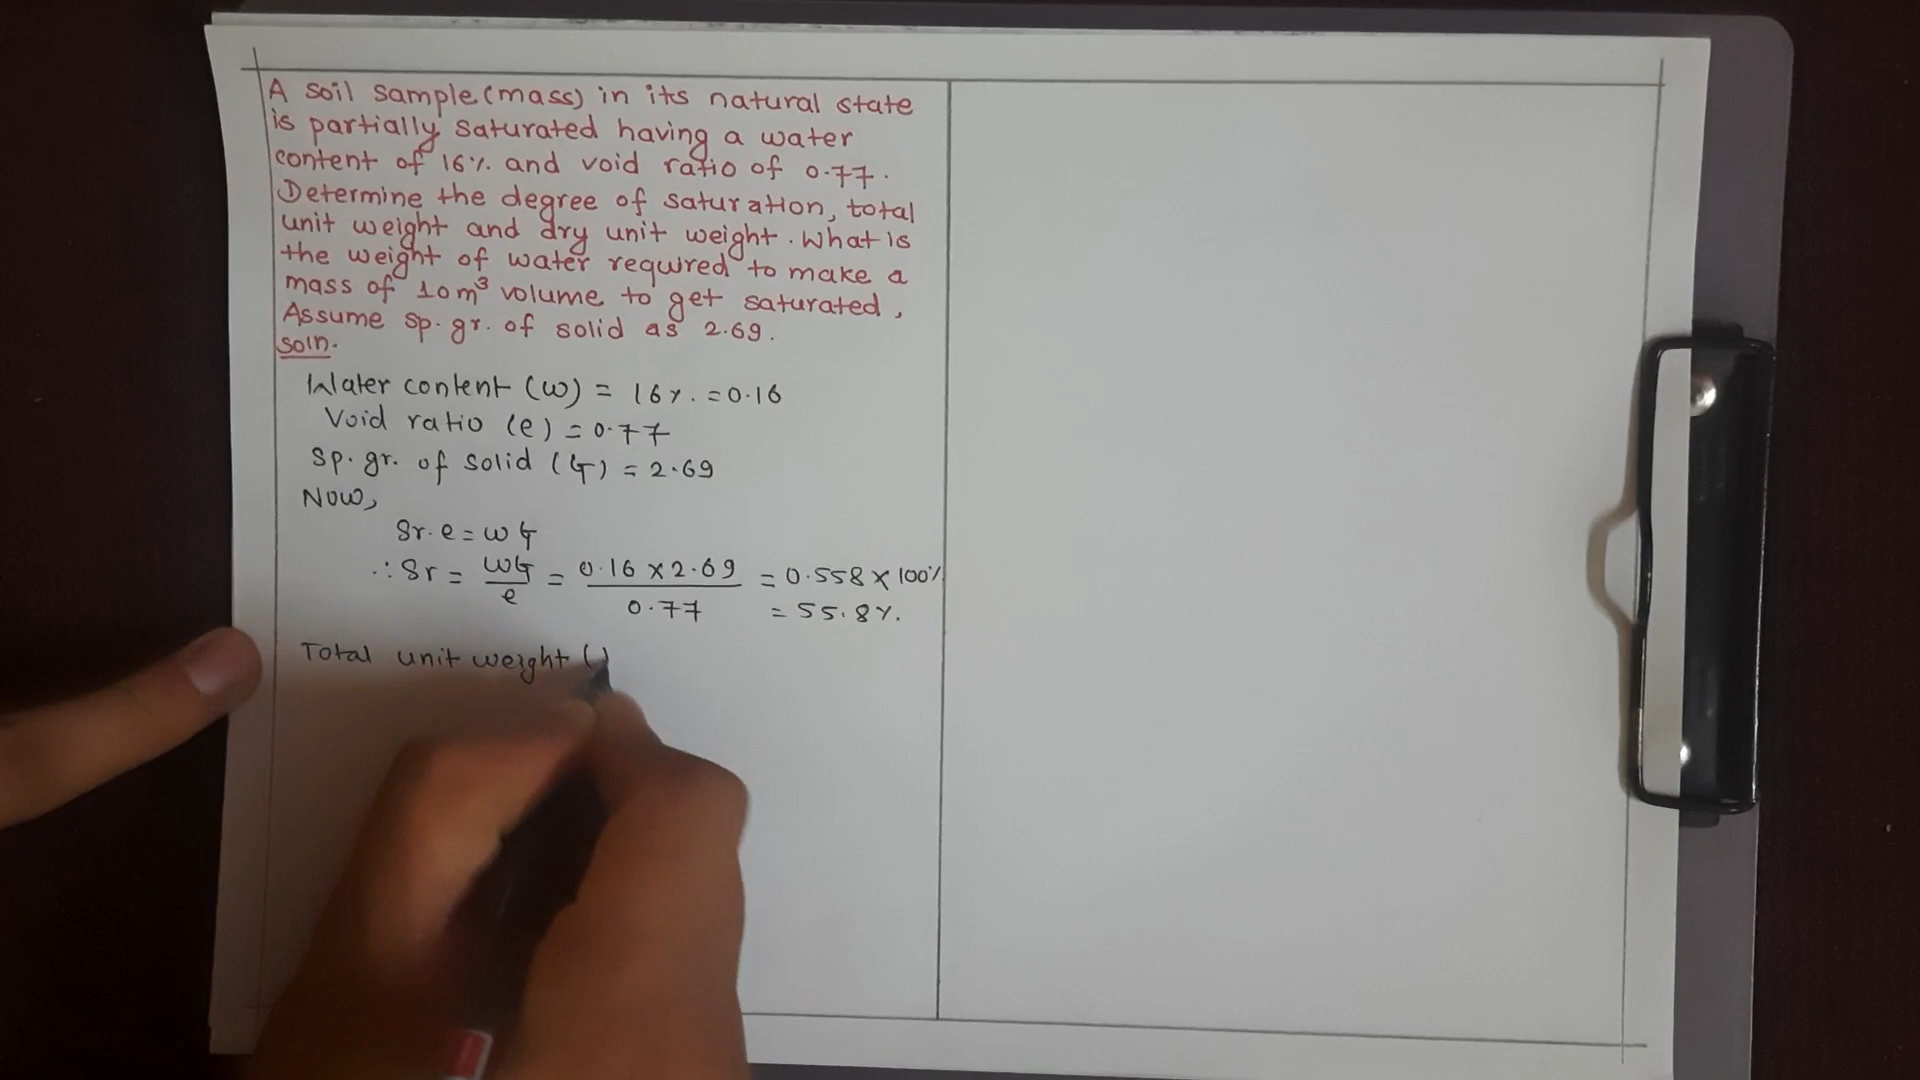 A soil sample (mass) in its natural state
is partially saturated having a water
content of 16% and void ratio of 0.77.
Determine the degree of saturation, total
unit weight and dry unit weight. What is
the weight of water required to make a
mass of 10m³ volume to get saturated,
Assume sp. gr. of solid as 2.69.
Soln.
Water content (w) = 16% = 0.16
Void ratio (e) = 0.77
Sp. gr. of solid (G) = 2.69
Now,
Sr. e = wG
∴ Sr = wG/e = 0.16 × 2.69 / 0.77 = 0.558 × 100%
= 55.8%.
Total unit weight (